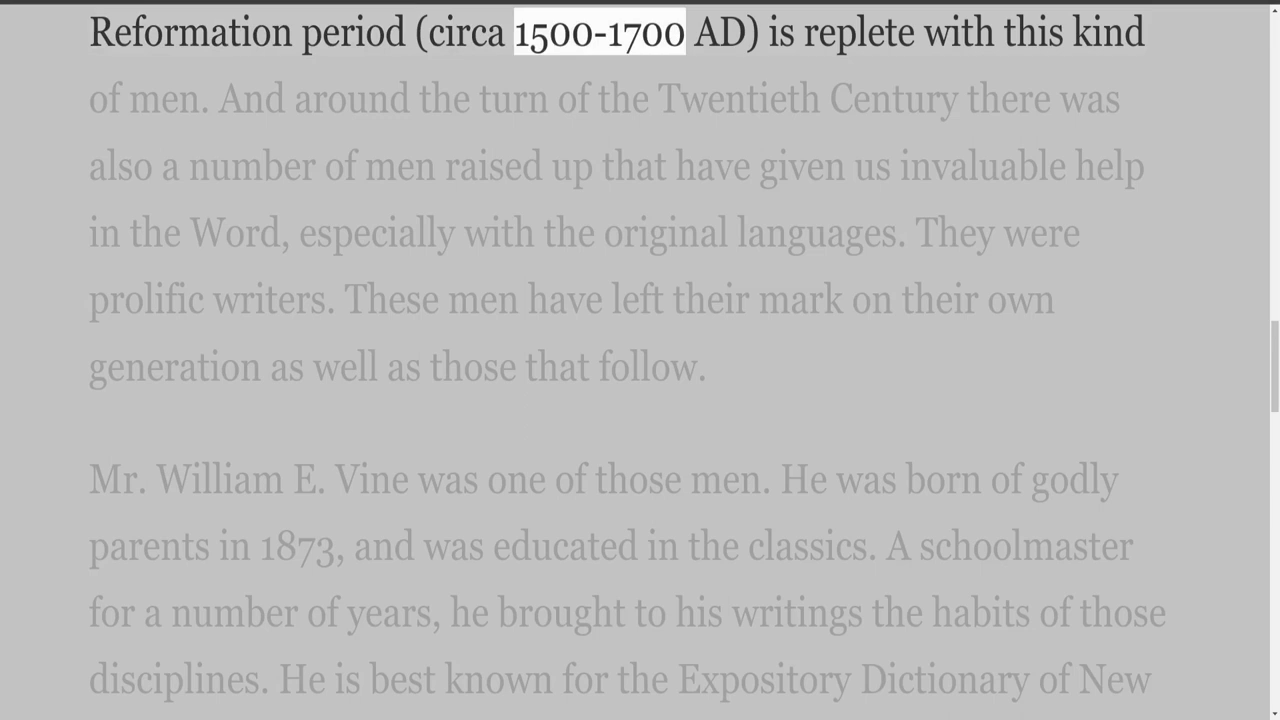 Reformation period (circa 1500-1700 AD) is replete with this kind
of men. And around the turn of the Twentieth Century there was
also a number of men raised up that have given us invaluable help
in the Word, especially with the original languages. They were
prolific writers. These men have left their mark on their own
generation as well as those that follow.
Mr. William E. Vine was one of those men. He was born of godly
parents in 1873, and was educated in the classics. A schoolmaster
for a number of years, he brought to his writings the habits of those
disciplines. He is best known for the Expository Dictionary of New